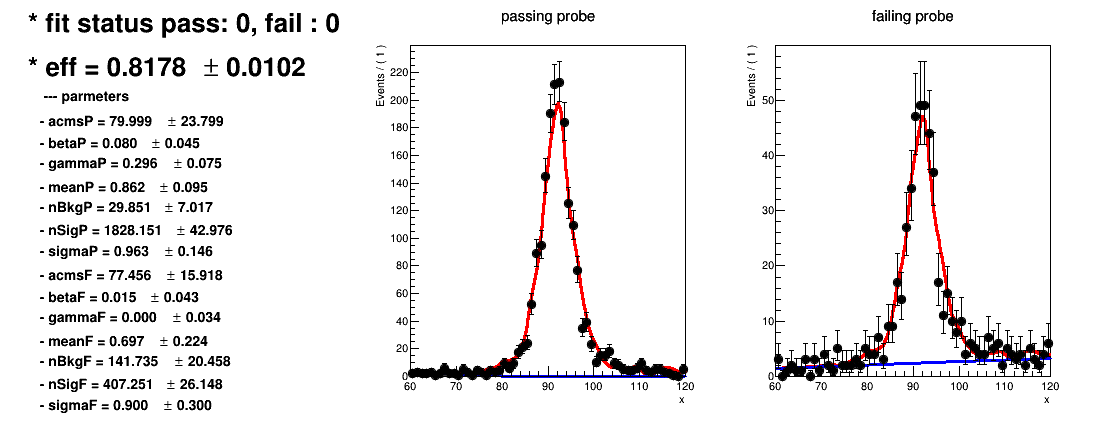 * fit status pass: 0, fail : 0
* eff = 0.8178 ± 0.0102
--- parmeters
- acmsP = 79.999 ± 23.799
- betaP = 0.080 ± 0.045
- gammaP = 0.296 ± 0.075
- meanP = 0.862 ± 0.095
- nBkgP = 29.851 ± 7.017
- nSigP = 1828.151 ± 42.976
- sigmaP = 0.963 ± 0.146
- acmsF = 77.456 ± 15.918
- betaF = 0.015 ± 0.043
- gammaF = 0.000 ± 0.034
- meanF = 0.697 ± 0.224
- nBkgF = 141.735 ± 20.458
- nSigF = 407.251 ± 26.148
- sigmaF = 0.900 ± 0.300
passing probe
Events / ( 1 )
220
200
180
160
140
120
100
80
60
40
20
0
60 70 80 90 100 110 120
x
failing probe
Events / ( 1 )
50
40
30
20
10
0
60 70 80 90 100 110 120
x